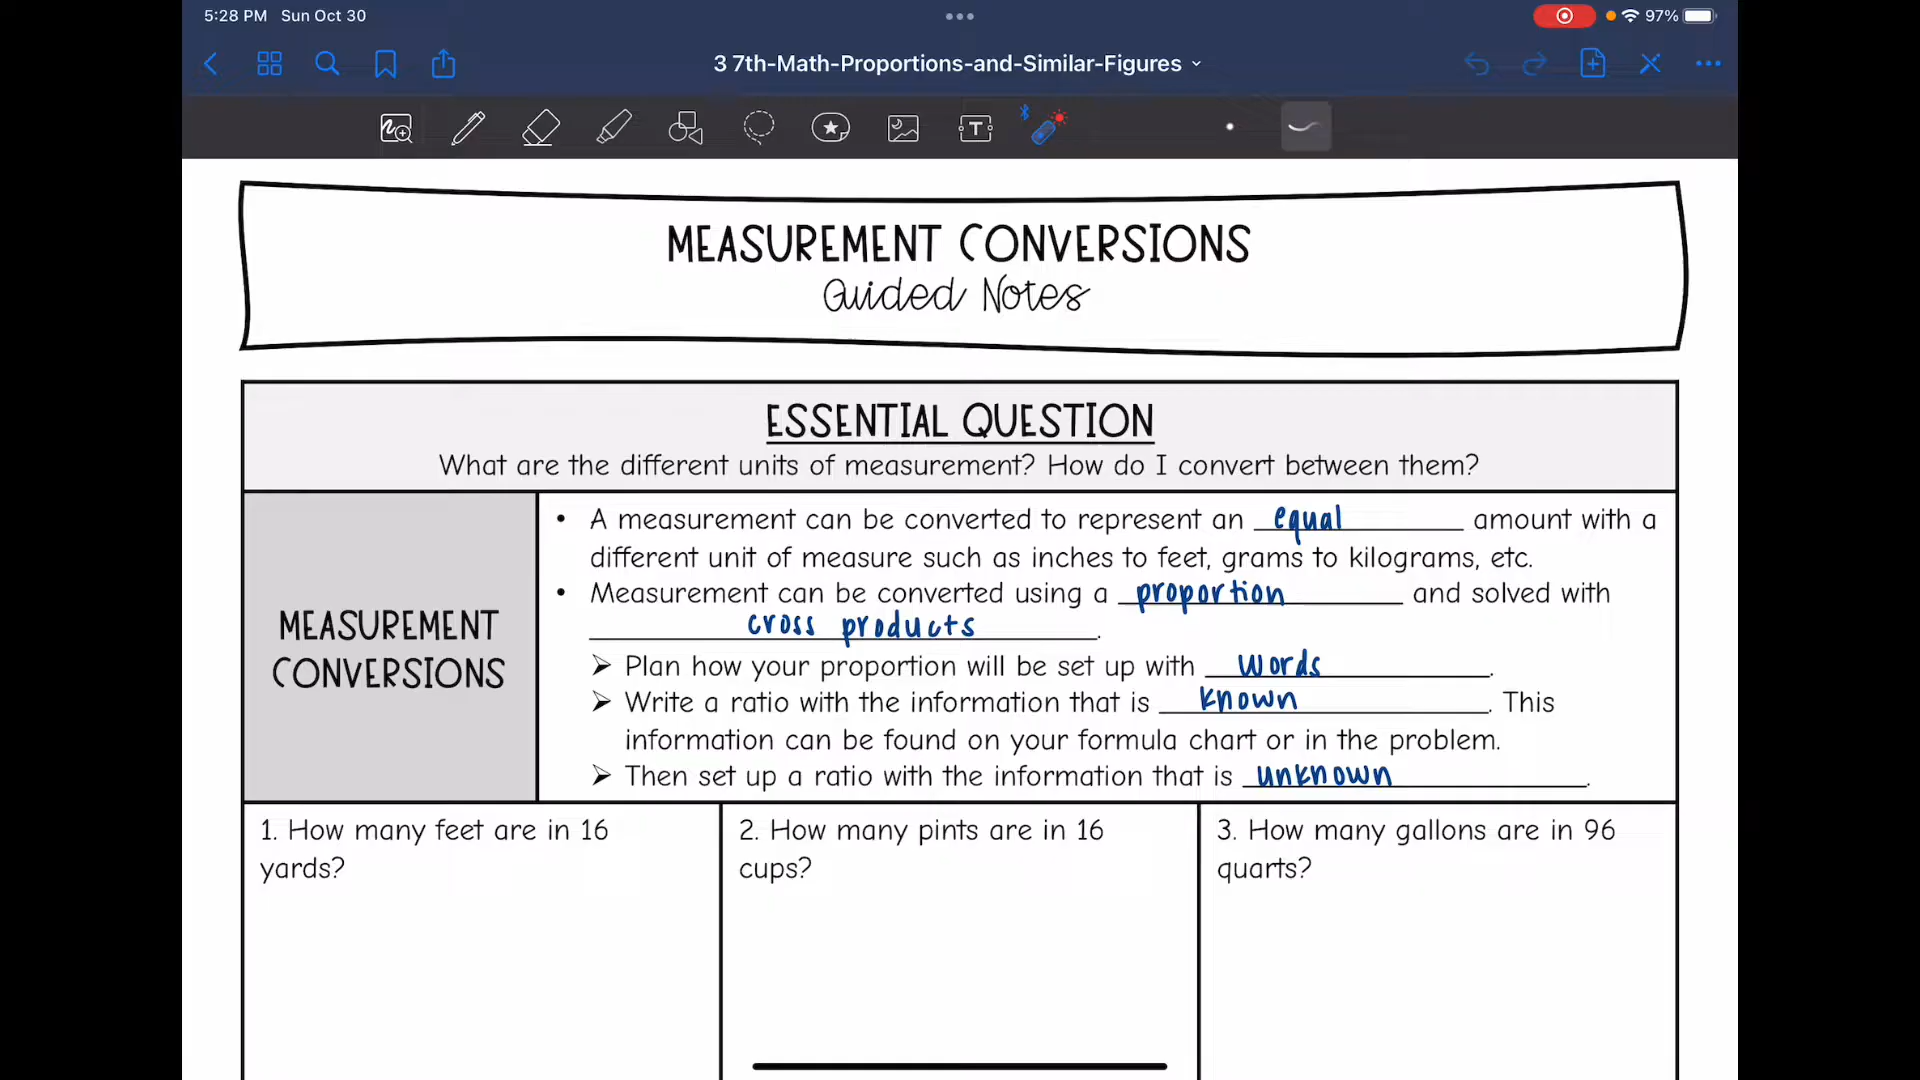 5:28 PM Sun Oct 30
97%
3 7th-Math-Proportions-and-Similar-Figures
T
MEASUREMENT CONVERSIONS
Guided Notes
ESSENTIAL QUESTION
What are the different units of measurement? How do I convert between them?
MEASUREMENT
CONVERSIONS
• A measurement can be converted to represent an equal amount with a
different unit of measure such as inches to feet, grams to kilograms, etc.
• Measurement can be converted using a proportion and solved with
cross products.
➢ Plan how your proportion will be set up with words.
➢ Write a ratio with the information that is known. This
information can be found on your formula chart or in the problem.
➢ Then set up a ratio with the information that is unknown.
1. How many feet are in 16
yards?
2. How many pints are in 16
cups?
3. How many gallons are in 96
quarts?